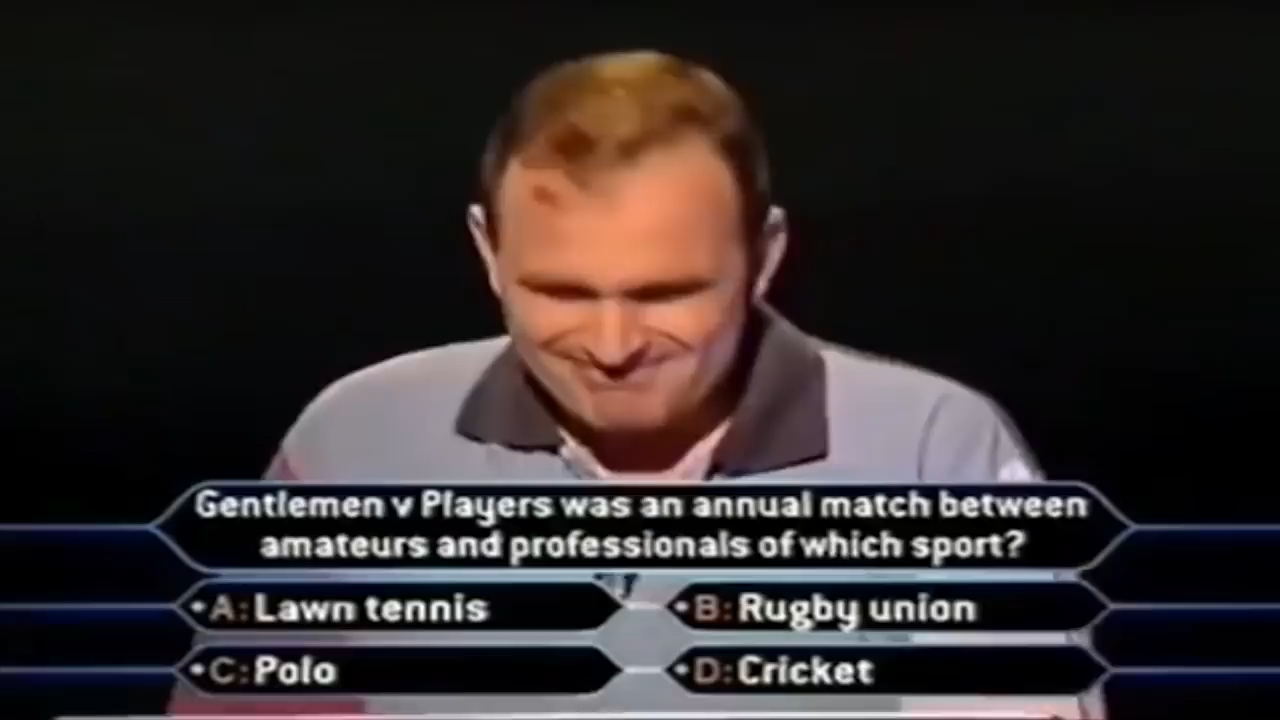 Gentlemen v Players was an annual match between
amateurs and professionals of which sport?
A: Lawn tennis
B: Rugby union
C: Polo
D: Cricket